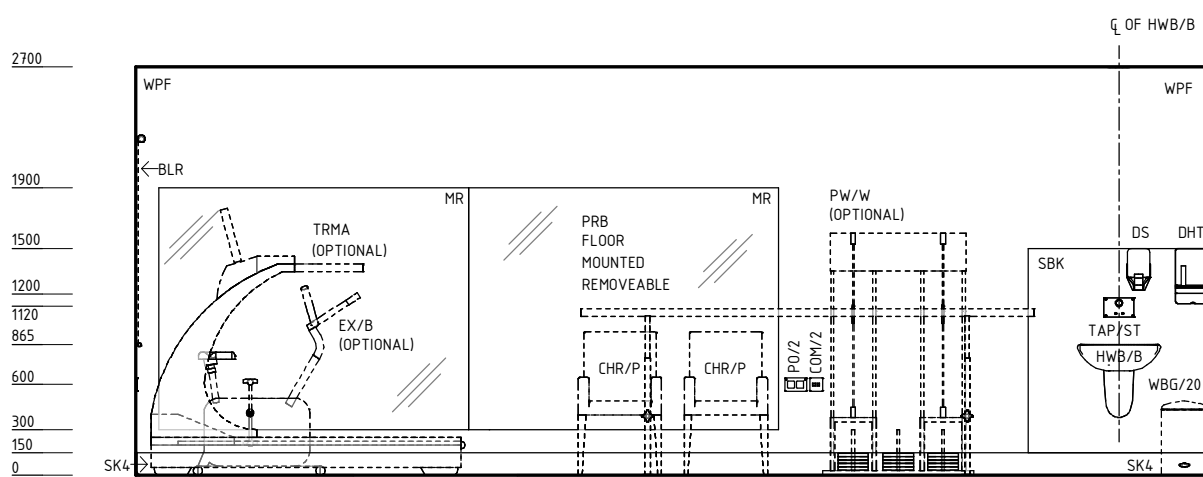 ℄ OF HWB/B
2700
WPF
WPF
BLR
1900
MR
MR
PW/W
(OPTIONAL)
TRMA
(OPTIONAL)
PRB
FLOOR
MOUNTED
REMOVEABLE
1500
DS
DHT
SBK
1200
1120
TAP/ST
EX/B
(OPTIONAL)
865
HWB/B
CHR/P
CHR/P
PO/2
COM/2
600
WBG/20
300
150
SK4
SK4
0